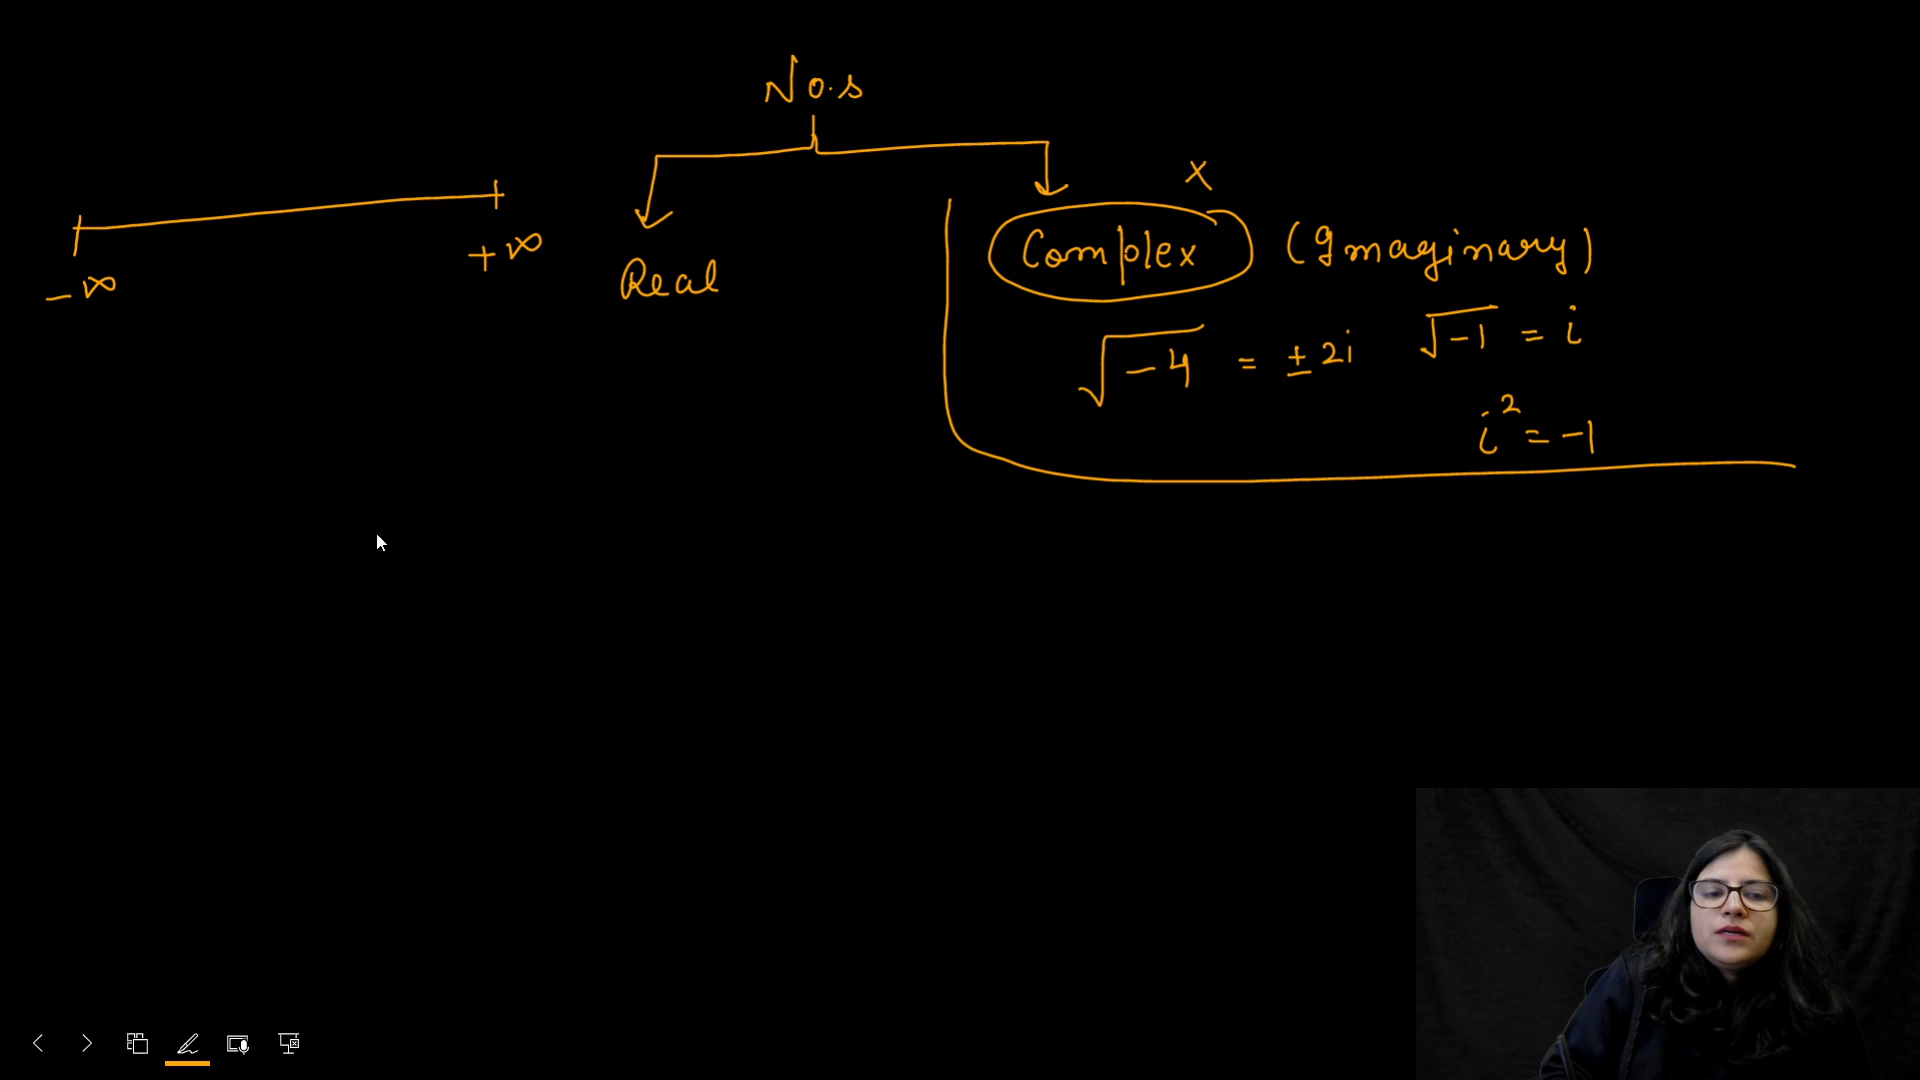 No.s
x
-∞ +∞
Real
Complex (Imaginary)
√-4 = ±2i
√-1 = i
i² = -1